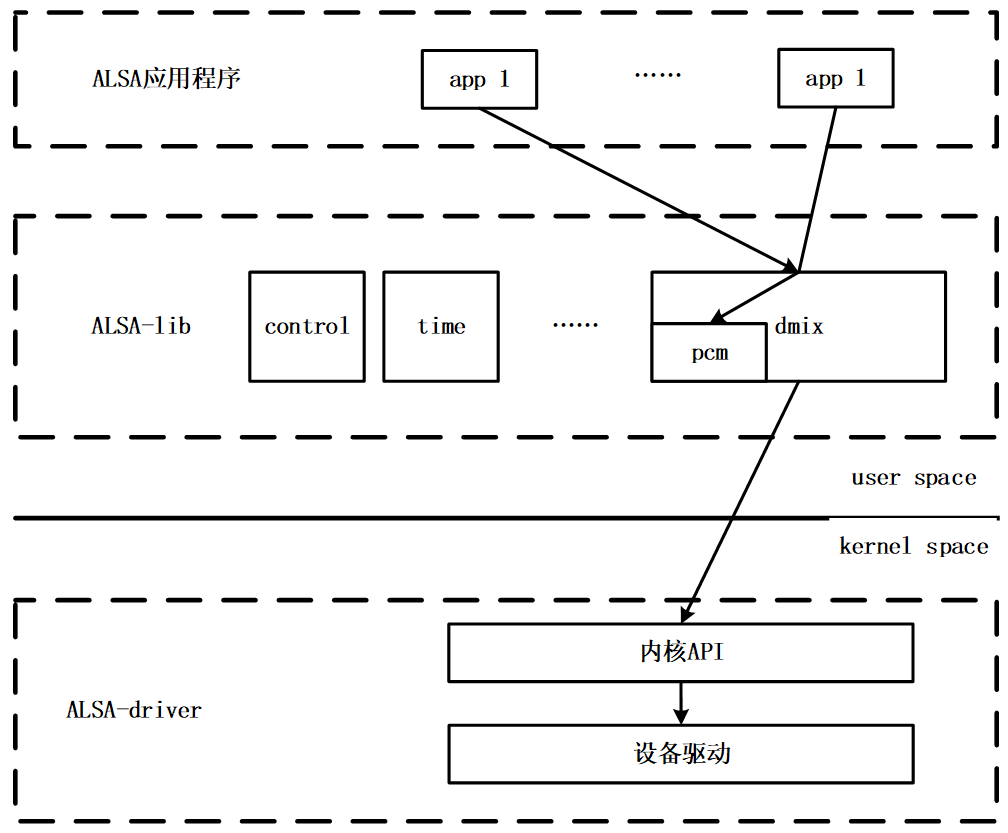 ALSA应用程序
app 1
……
app 1
ALSA-lib
control
time
……
dmix
pcm
user space
kernel space
ALSA-driver
内核API
设备驱动